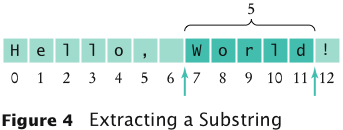 5
H e l l o , W o r l d !
0 1 2 3 4 5 6 7 8 9 10 11 12
Figure 4 Extracting a Substring